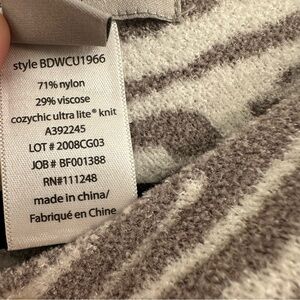 style BDWCU1966
71% nylon
29% viscose
cozychic ultra lite® knit
A392245
LOT # 2008CG03
JOB # BF001388
RN#111248
made in china/
Fabriqué en Chine